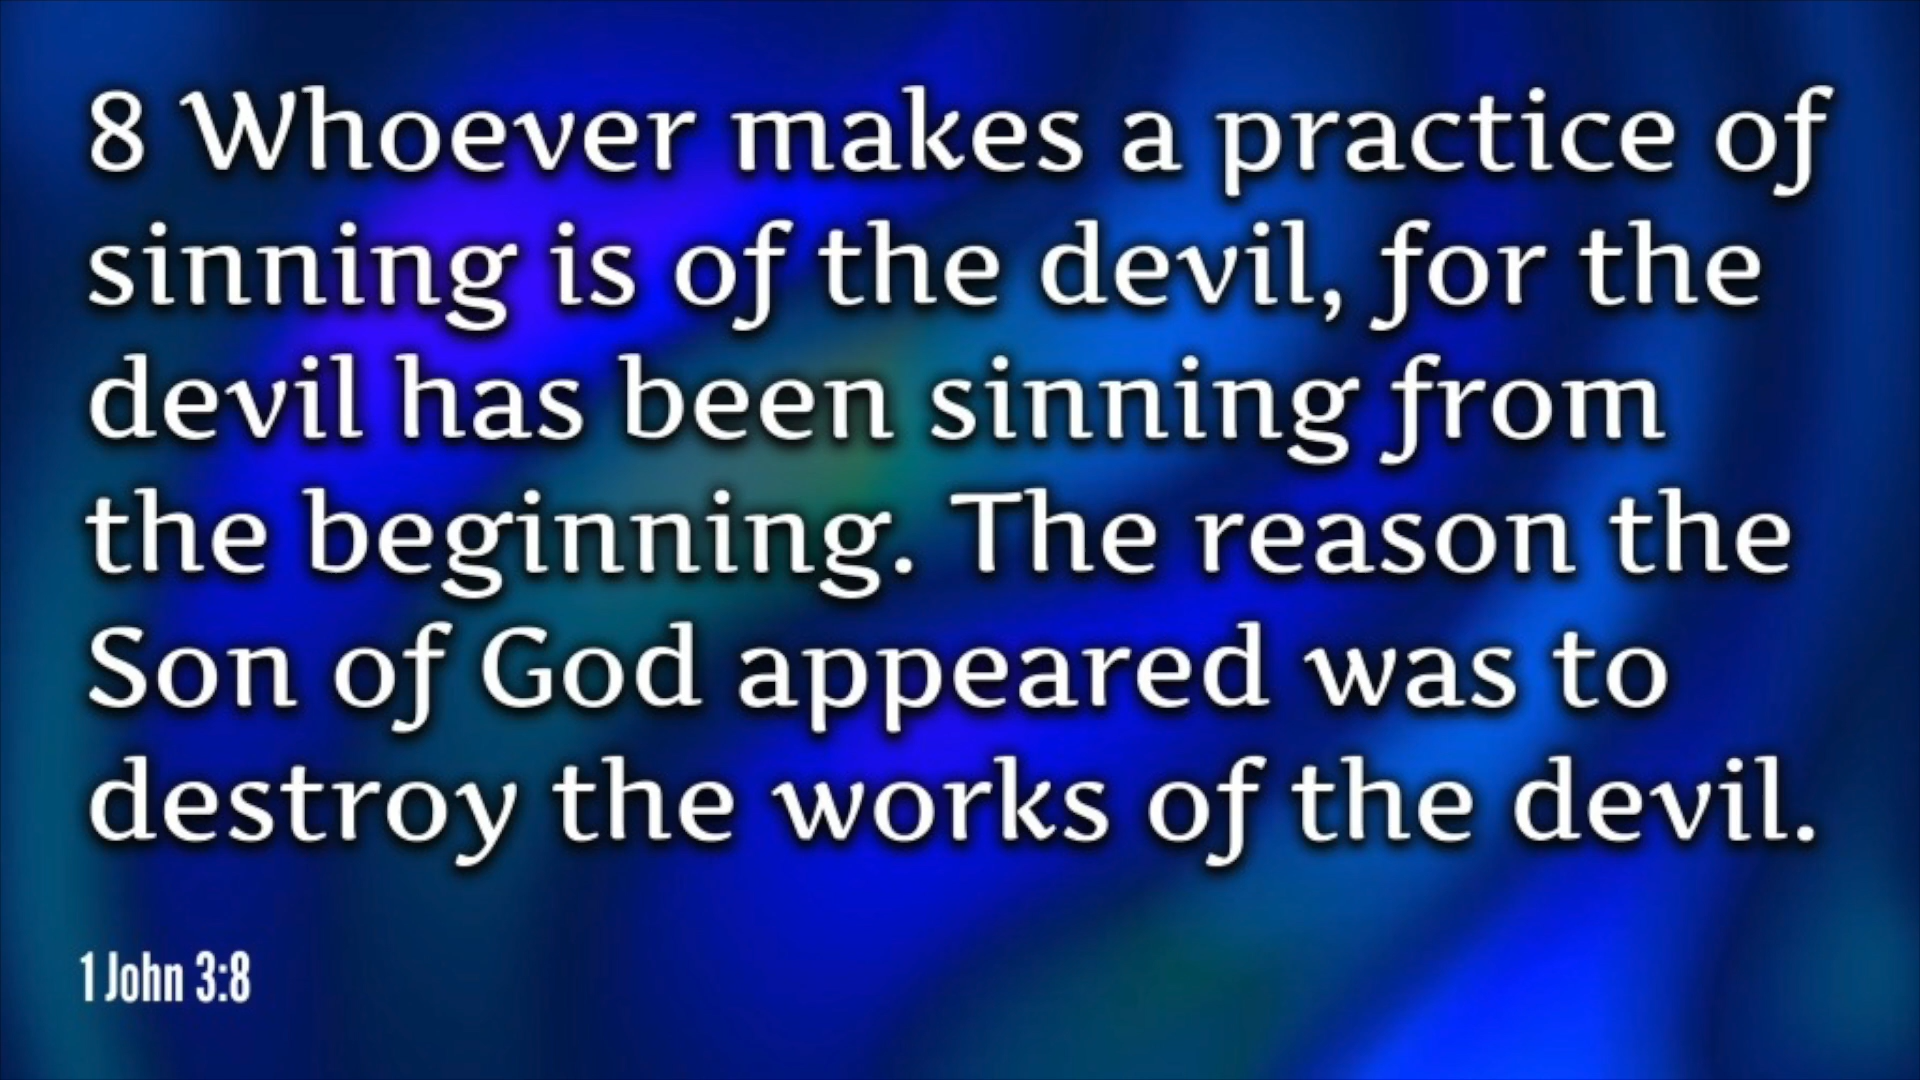 8 Whoever makes a practice of
sinning is of the devil, for the
devil has been sinning from
the beginning. The reason the
Son of God appeared was to
destroy the works of the devil.
1 John 3:8